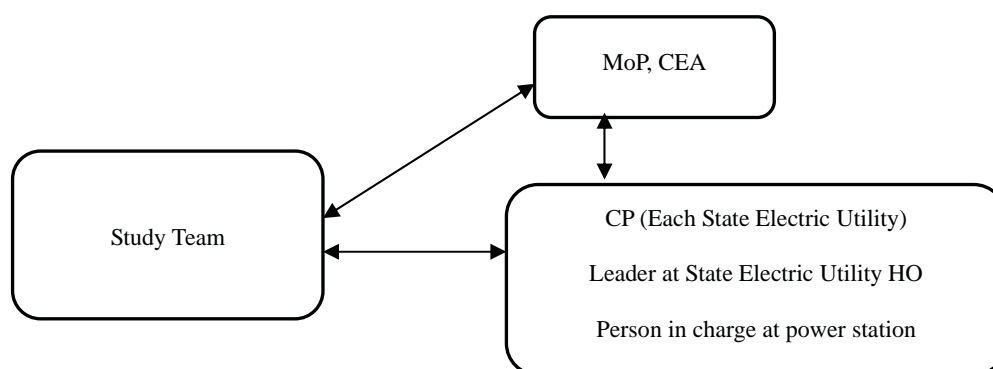 MoP, CEA
Study Team
CP (Each State Electric Utility)
Leader at State Electric Utility HO
Person in charge at power station